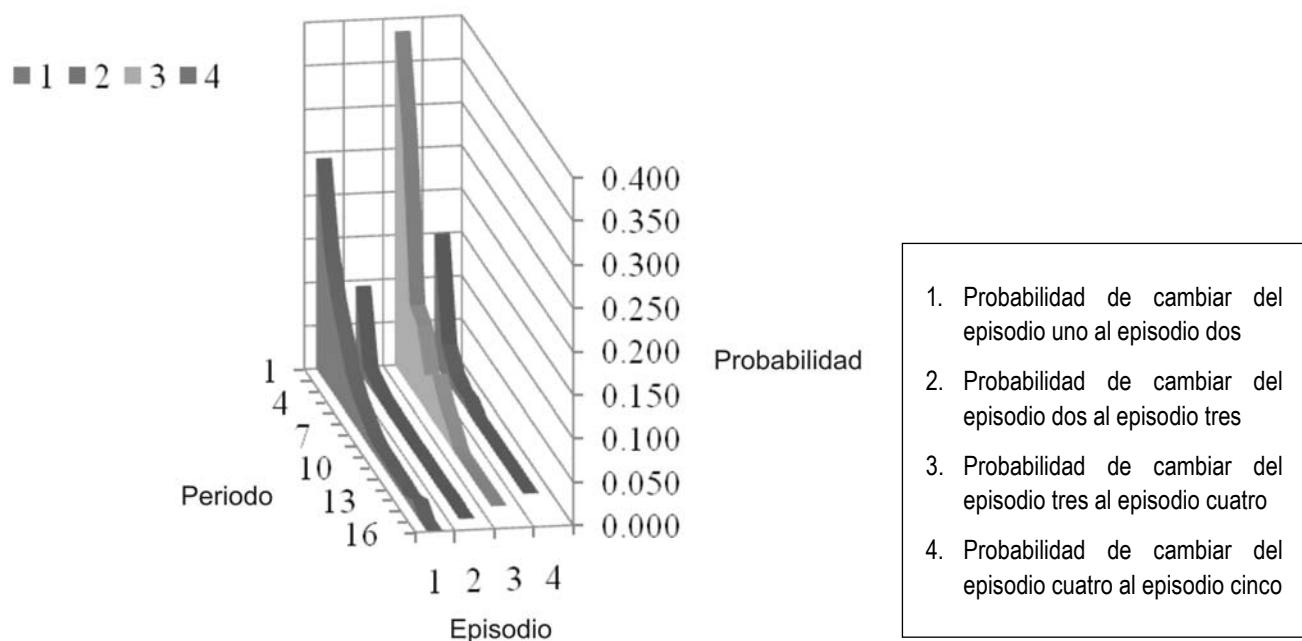 1 2 3 4
0.400
0.350
0.300
0.250
0.200
0.150
0.100
0.050
0.000
Probabilidad
1
4
7
10
13
16
Periodo
1 2 3 4
Episodio
1. Probabilidad de cambiar del
episodio uno al episodio dos
2. Probabilidad de cambiar del
episodio dos al episodio tres
3. Probabilidad de cambiar del
episodio tres al episodio cuatro
4. Probabilidad de cambiar del
episodio cuatro al episodio cinco